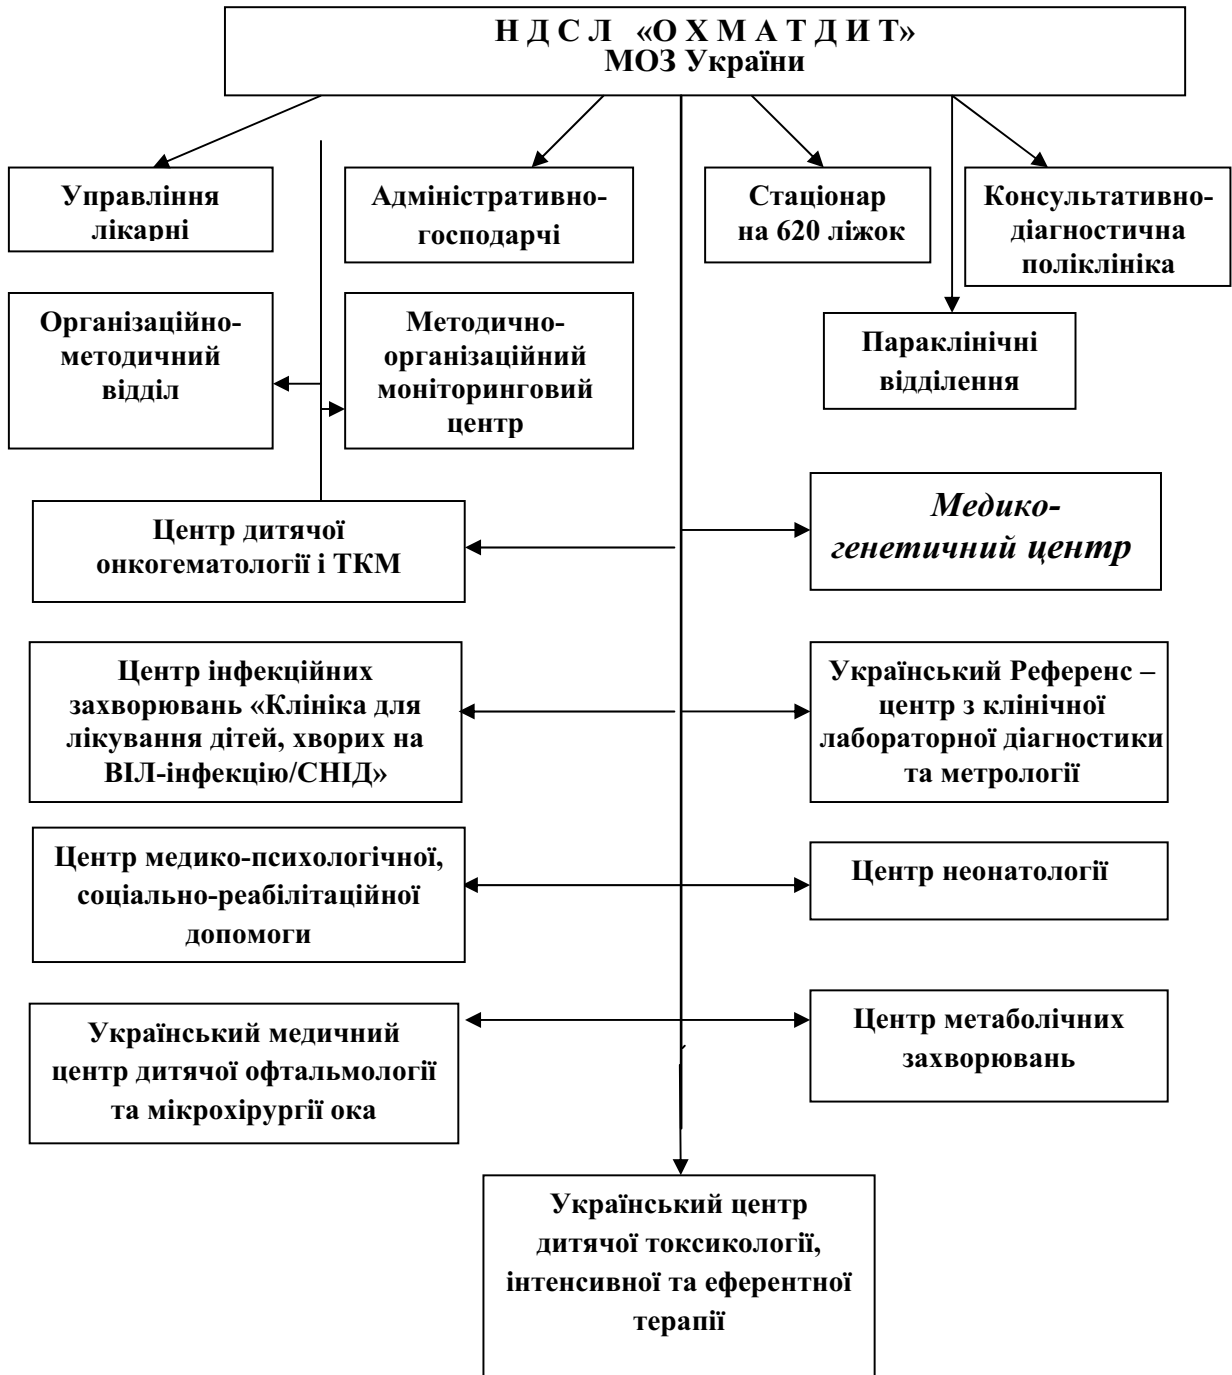 Н Д С Л «О Х М А Т Д И Т»
МОЗ України
Управління
лікарні
Адміністративно-
господарчі
Стаціонар
на 620 ліжок
Консультативно-
діагностична
поліклініка
Організаційно-
методичний
відділ
Методично-
організаційний
моніторинговий
центр
Параклінічні
відділення
Центр дитячої
онкогематології і ТКМ
Медико-
генетичний центр
Центр інфекційних
захворювань «Клініка для
лікування дітей, хворих на
ВІЛ-інфекцію/СНІД»
Український Референс –
центр з клінічної
лабораторної діагностики
та метрології
Центр медико-психологічної,
соціально-реабілітаційної
допомоги
Центр неонатології
Український медичний
центр дитячої офтальмології
та мікрохірургії ока
Центр метаболічних
захворювань
Український центр
дитячої токсикології,
інтенсивної та еферентної
терапії